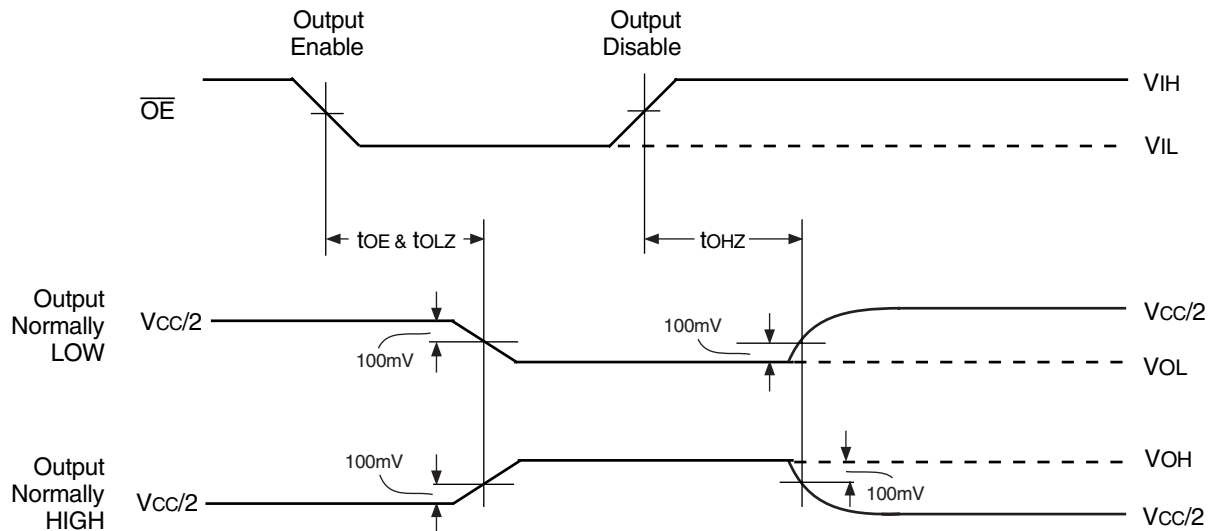 Output
Enable
Output
Disable
OE
VIH
VIL
tOE & tOLZ
tOHZ
Output
Normally
LOW
VCC/2
100mV
100mV
VCC/2
VOL
Output
Normally
HIGH
VCC/2
100mV
VOH
100mV
VCC/2